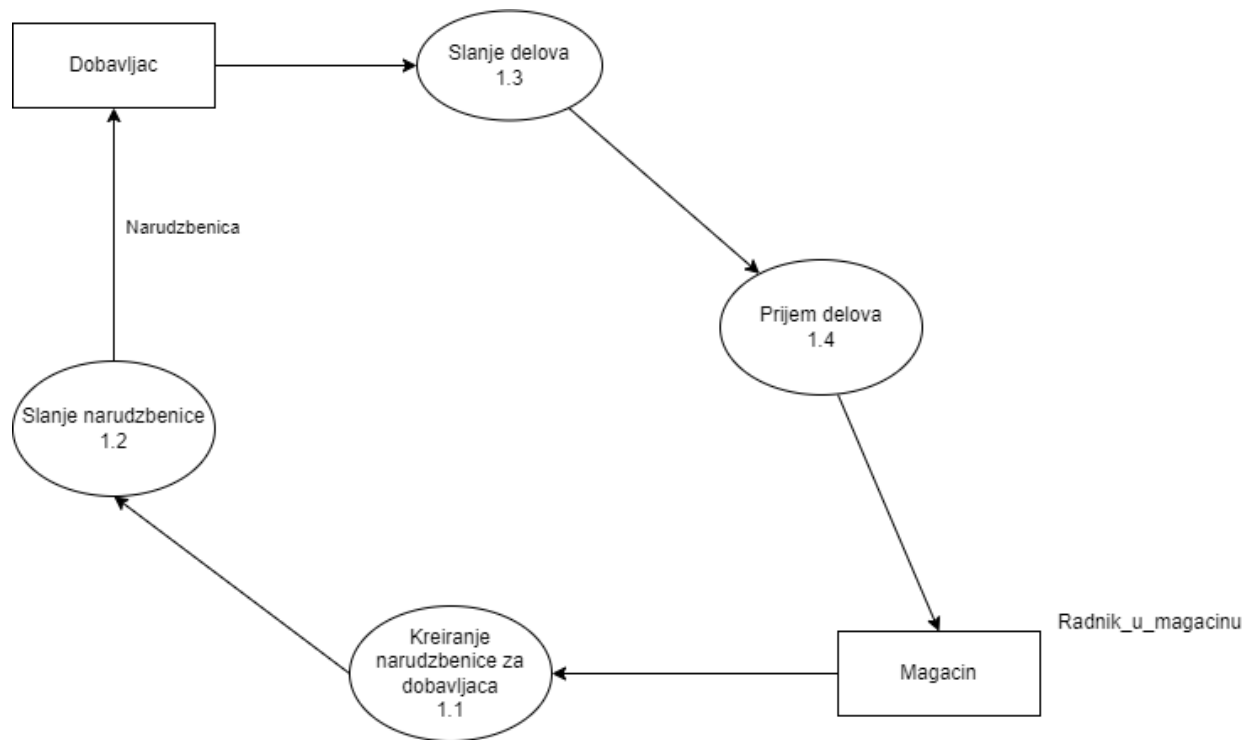 Dobavljac
Slanje delova
1.3
Narudzbenica
Prijem delova
1.4
Slanje narudzbenice
1.2
Kreiranje
narudzbenice za
dobavljaca
1.1
Radnik_u_magacinu
Magacin